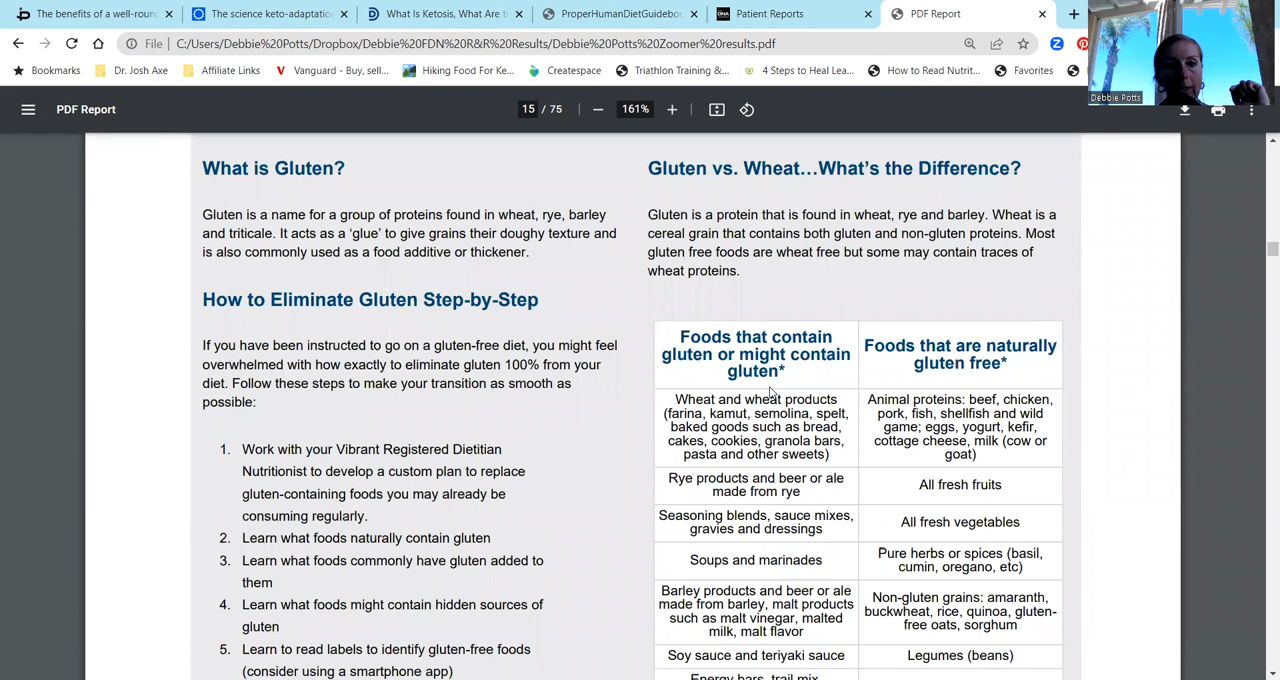 The benefits of a well-roun
The science keto-adaptatio
What Is Ketosis, What Are t
ProperHumanDietGuideboo
Patient Reports
PDF Report
File
C:/Users/Debbie%20Potts/Dropbox/Debbie%20FDN%20R&R%20Results/Debbie%20Potts%20Zoomer%20results.pdf
Bookmarks
Dr. Josh Axe
Affiliate Links
Vanguard - Buy, sell...
Hiking Food For Ke...
Createspace
Triathlon Training &...
4 Steps to Heal Lea...
How to Read Nutrit...
Favorites
Debbie Potts
PDF Report
15 / 75
161%
What is Gluten?
Gluten is a name for a group of proteins found in wheat, rye, barley
and triticale. It acts as a ‘glue’ to give grains their doughy texture and
is also commonly used as a food additive or thickener.
How to Eliminate Gluten Step-by-Step
If you have been instructed to go on a gluten-free diet, you might feel
overwhelmed with how exactly to eliminate gluten 100% from your
diet. Follow these steps to make your transition as smooth as
possible:
1. Work with your Vibrant Registered Dietitian
Nutritionist to develop a custom plan to replace
gluten-containing foods you may already be
consuming regularly.
2. Learn what foods naturally contain gluten
3. Learn what foods commonly have gluten added to
them
4. Learn what foods might contain hidden sources of
gluten
5. Learn to read labels to identify gluten-free foods
(consider using a smartphone app)
Gluten vs. Wheat…What’s the Difference?
Gluten is a protein that is found in wheat, rye and barley. Wheat is a
cereal grain that contains both gluten and non-gluten proteins. Most
gluten free foods are wheat free but some may contain traces of
wheat proteins.
Foods that contain
gluten or might contain
gluten*
Foods that are naturally
gluten free*
Wheat and wheat products
(farina, kamut, semolina, spelt,
baked goods such as bread,
cakes, cookies, granola bars,
pasta and other sweets)
Animal proteins: beef, chicken,
pork, fish, shellfish and wild
game; eggs, yogurt, kefir,
cottage cheese, milk (cow or
goat)
Rye products and beer or ale
made from rye
All fresh fruits
Seasoning blends, sauce mixes,
gravies and dressings
All fresh vegetables
Soups and marinades
Pure herbs or spices (basil,
cumin, oregano, etc)
Barley products and beer or ale
made from barley, malt products
such as malt vinegar, malted
milk, malt flavor
Non-gluten grains: amaranth,
buckwheat, rice, quinoa, gluten-
free oats, sorghum
Soy sauce and teriyaki sauce
Legumes (beans)
Energy bars, trail mix